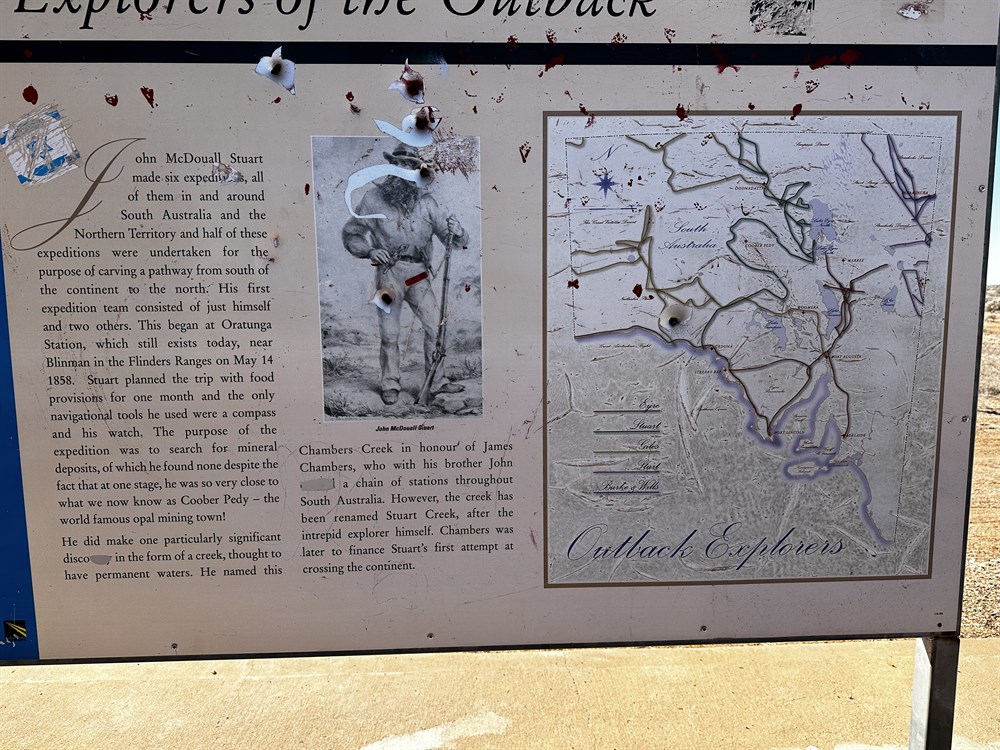 Explorers of the Outback
John McDouall Stuart
made six expeditions, all
of them in and around
South Australia and the
Northern Territory and half of these
expeditions were undertaken for the
purpose of carving a pathway from south of
the continent to the north. His first
expedition team consisted of just himself
and two others. This began at Oratunga
Station, which still exists today, near
Blinman in the Flinders Ranges on May 14
1858. Stuart planned the trip with food
provisions for one month and the only
navigational tools he used were a compass
and his watch. The purpose of the
expedition was to search for mineral
deposits, of which he found none despite the
fact that at one stage, he was so very close to
what we now know as Coober Pedy – the
world famous opal mining town!
He did make one particularly significant
disco in the form of a creek, thought to
have permanent waters. He named this
John McDouall Stuart
Chambers Creek in honour of James
Chambers, who with his brother John
a chain of stations throughout
South Australia. However, the creek has
been renamed Stuart Creek, after the
intrepid explorer himself. Chambers was
later to finance Stuart's first attempt at
crossing the continent.
N
OODNADATTA
South
Australia
COOBER PEDY
MARREE
WOOMERA
CEDUNA
STREAKY BAY
PORT AUGUSTA
PORT LINCOLN
ADELAIDE
Eyre
Stuart
Giles
Sturt
Burke & Wills
Outback Explorers